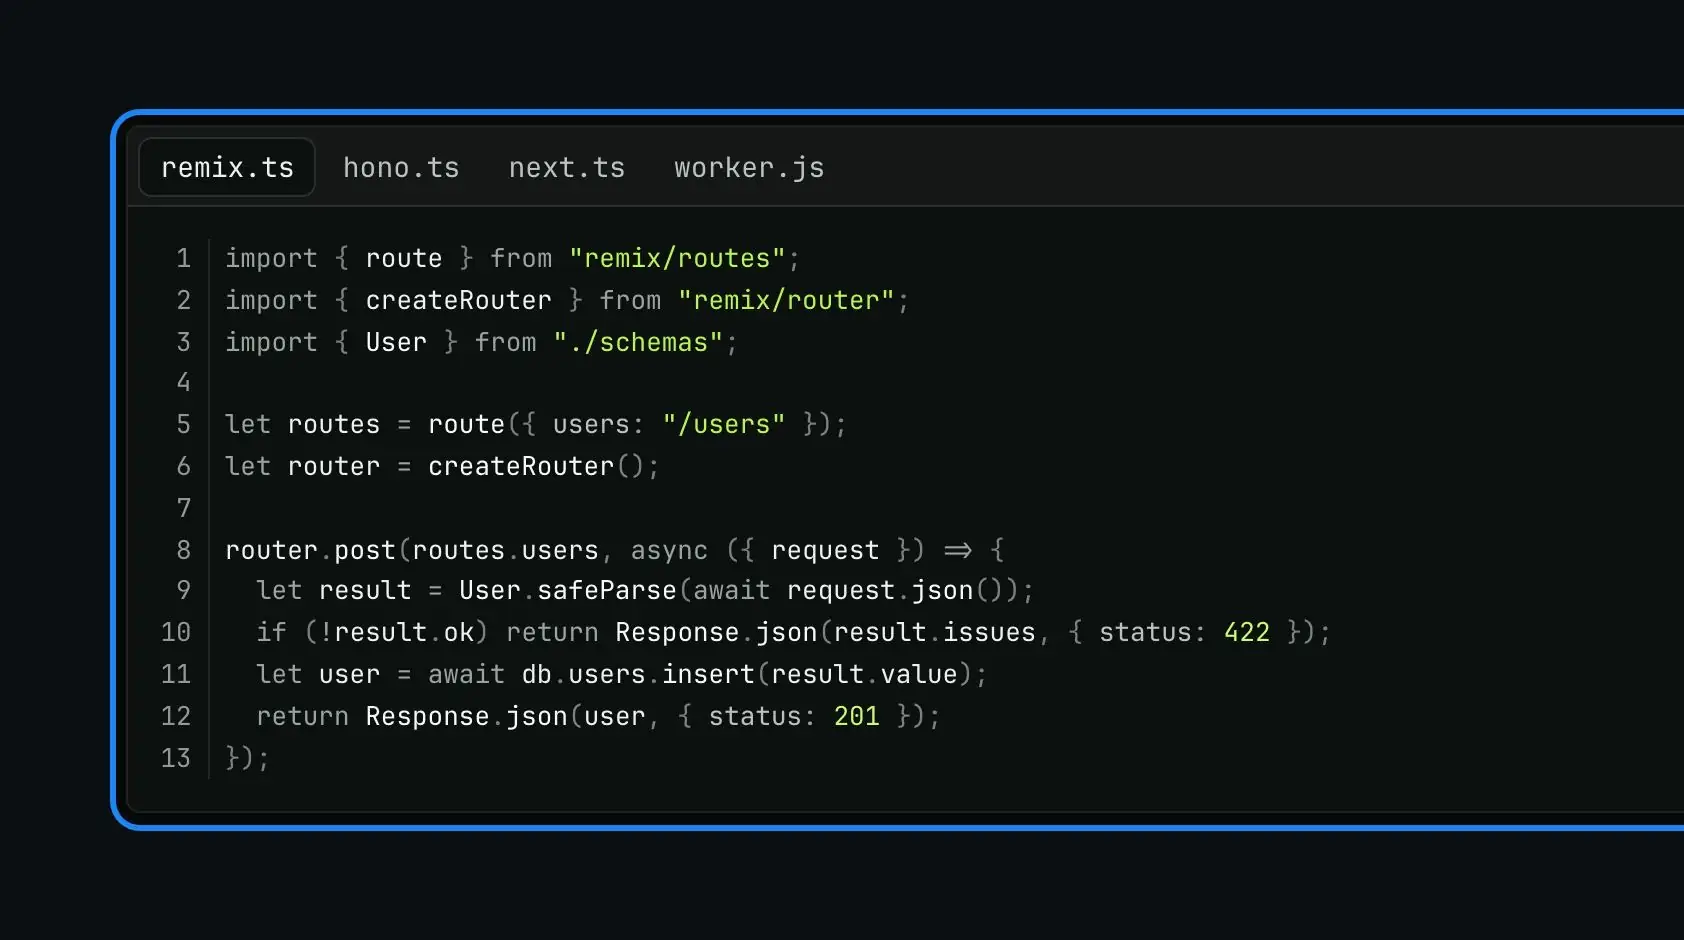 remix.ts hono.ts next.ts worker.js
1 import { route } from "remix/routes";
2 import { createRouter } from "remix/router";
3 import { User } from "./schemas";
4
5 let routes = route({ users: "/users" });
6 let router = createRouter();
7
8 router.post(routes.users, async ({ request }) => {
9   let result = User.safeParse(await request.json());
10   if (!result.ok) return Response.json(result.issues, { status: 422 });
11   let user = await db.users.insert(result.value);
12   return Response.json(user, { status: 201 });
13 });